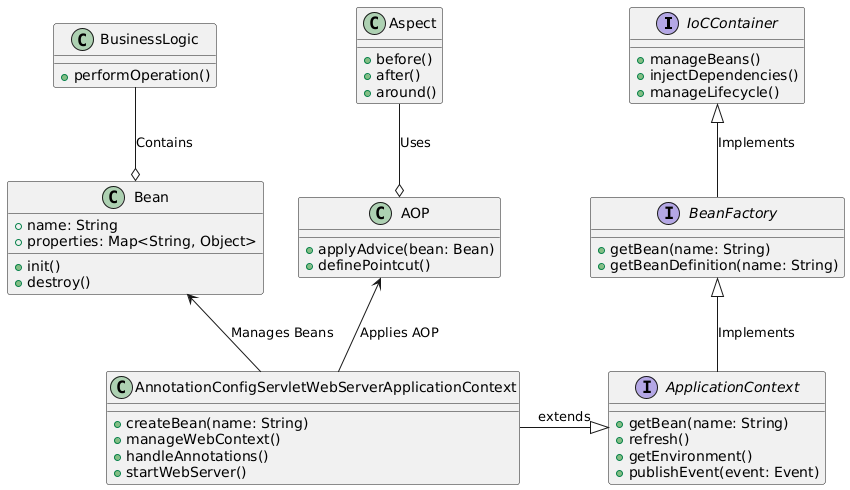 C BusinessLogic
performOperation()
C Aspect
before()
after()
around()
I IoCContainer
manageBeans()
injectDependencies()
manageLifecycle()
Contains
Uses
Implements
C Bean
name: String
properties: Map<String, Object>
init()
destroy()
C AOP
applyAdvice(bean: Bean)
definePointcut()
I BeanFactory
getBean(name: String)
getBeanDefinition(name: String)
Manages Beans
Applies AOP
Implements
C AnnotationConfigServletWebServerApplicationContext
createBean(name: String)
manageWebContext()
handleAnnotations()
startWebServer()
extends
I ApplicationContext
getBean(name: String)
refresh()
getEnvironment()
publishEvent(event: Event)